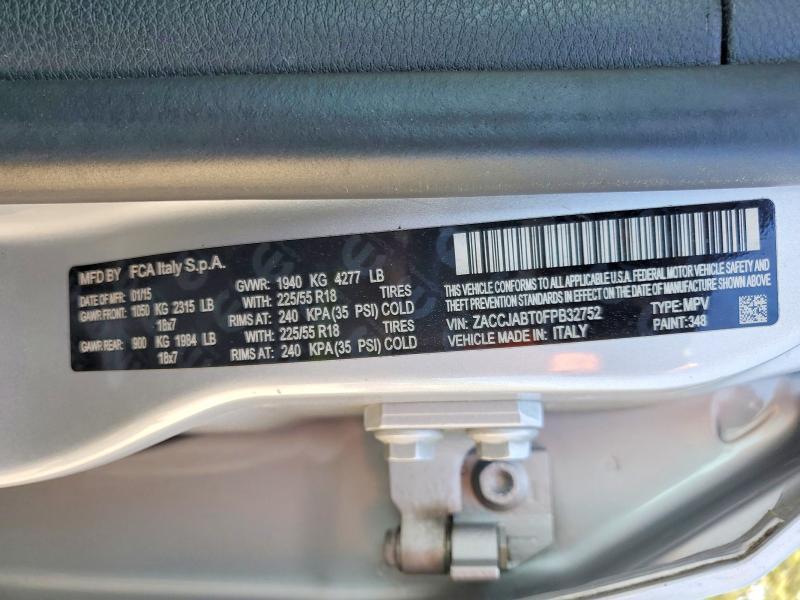 MFD BY FCA Italy S.p.A.
DATE OF MFD: 01/15 GVWR: 1940 KG 4277 LB
GAWR FRONT: 1050 KG 2315 LB WITH: 225/55 R18 TIRES
18x7 RIMS AT: 240 KPA (35 PSI) COLD
GAWR REAR: 900 KG 1984 LB WITH: 225/55 R18 TIRES
18x7 RIMS AT: 240 KPA (35 PSI) COLD
THIS VEHICLE CONFORMS TO ALL APPLICABLE U.S.A. FEDERAL MOTOR VEHICLE SAFETY AND
THEFT PREVENTION STANDARDS IN EFFECT ON THE DATE OF MANUFACTURE SHOWN ABOVE.
VIN: ZACCJABT0FPB32752 TYPE: MPV
VEHICLE MADE IN: ITALY PAINT: 348